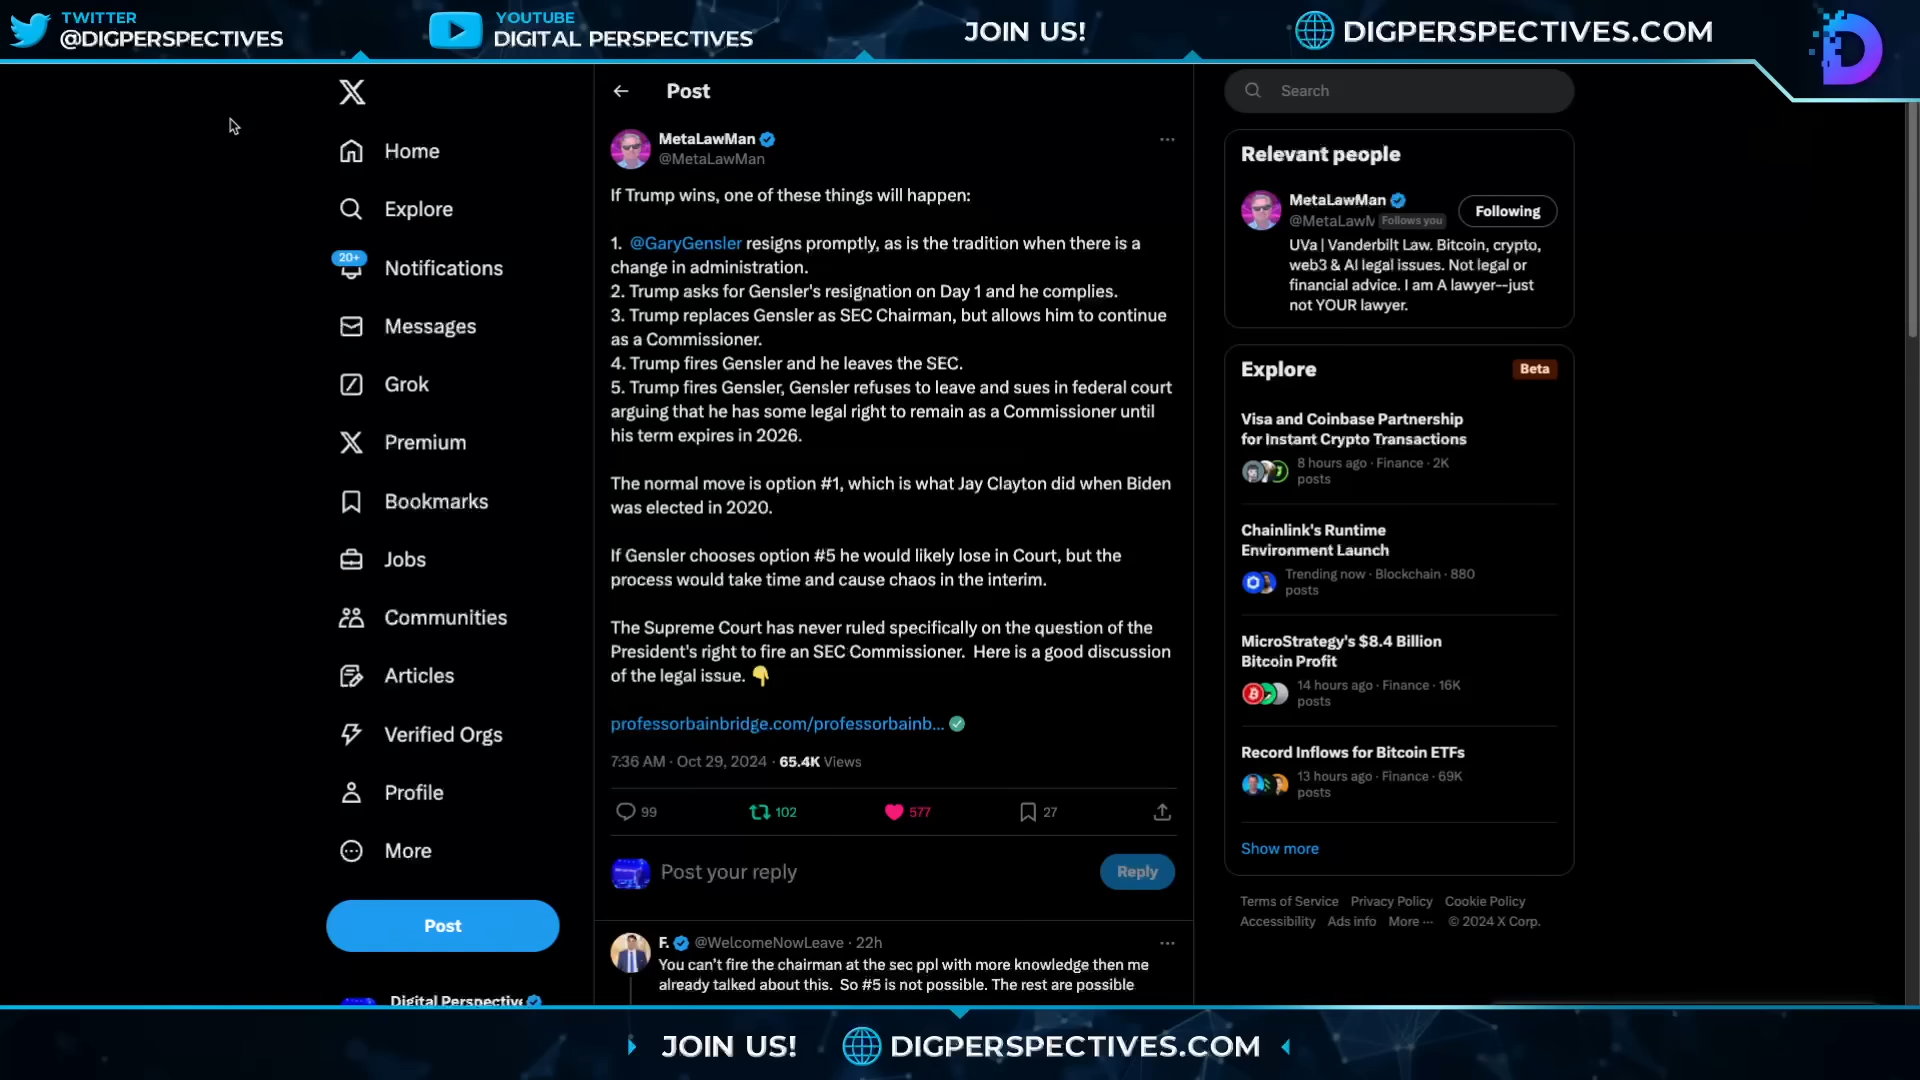 TWITTER
@DIGPERSPECTIVES
YOUTUBE
DIGITAL PERSPECTIVES
JOIN US!
DIGPERSPECTIVES.COM
Home
Explore
20+
Notifications
Messages
Grok
Premium
Bookmarks
Jobs
Communities
Articles
Verified Orgs
Profile
More
Post
Digital Perspectiv
Post
MetaLawMan
@MetaLawMan
If Trump wins, one of these things will happen:
1. @GaryGensler resigns promptly, as is the tradition when there is a
change in administration.
2. Trump asks for Gensler's resignation on Day 1 and he complies.
3. Trump replaces Gensler as SEC Chairman, but allows him to continue
as a Commissioner.
4. Trump fires Gensler and he leaves the SEC.
5. Trump fires Gensler, Gensler refuses to leave and sues in federal court
arguing that he has some legal right to remain as a Commissioner until
his term expires in 2026.
The normal move is option #1, which is what Jay Clayton did when Biden
was elected in 2020.
If Gensler chooses option #5 he would likely lose in Court, but the
process would take time and cause chaos in the interim.
The Supreme Court has never ruled specifically on the question of the
President's right to fire an SEC Commissioner. Here is a good discussion
of the legal issue. 👇
professorbainbridge.com/professorbainb...
7:36 AM · Oct 29, 2024 · 65.4K Views
99 102 577 27
Post your reply
Reply
F. @WelcomeNowLeave · 22h
You can't fire the chairman at the sec ppl with more knowledge then me
already talked about this. So #5 is not possible. The rest are possible
Search
Relevant people
MetaLawMan
@MetaLawM Follows you
Following
UVa | Vanderbilt Law. Bitcoin, crypto,
web3 & AI legal issues. Not legal or
financial advice. I am A lawyer--just
not YOUR lawyer.
Explore
Beta
Visa and Coinbase Partnership
for Instant Crypto Transactions
8 hours ago · Finance · 2K
posts
Chainlink's Runtime
Environment Launch
Trending now · Blockchain · 880
posts
MicroStrategy's $8.4 Billion
Bitcoin Profit
14 hours ago · Finance · 16K
posts
Record Inflows for Bitcoin ETFs
13 hours ago · Finance · 69K
posts
Show more
Terms of Service Privacy Policy Cookie Policy
Accessibility Ads info More ··· © 2024 X Corp.
JOIN US!
DIGPERSPECTIVES.COM